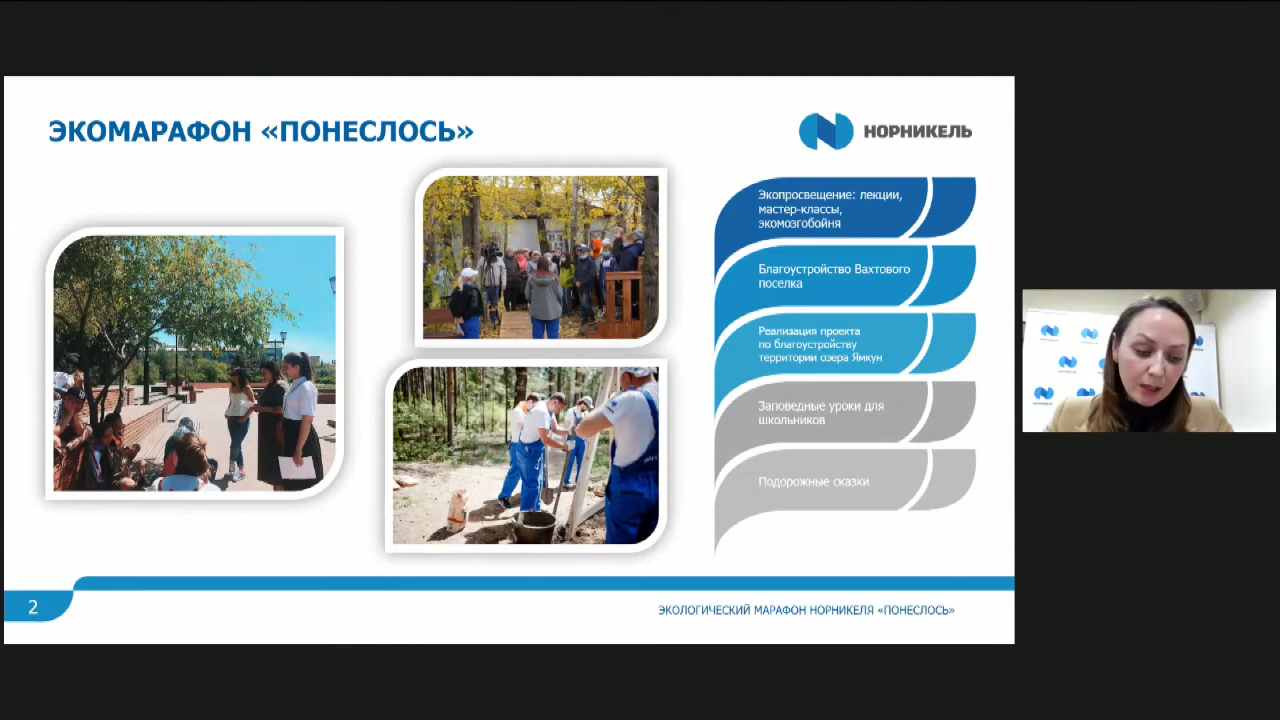 ЭКОМАРАФОН «ПОНЕСЛОСЬ»
НОРНИКЕЛЬ
Экопросвещение: лекции,
мастер-классы,
экомозгобойня
Благоустройство Вахтового
поселка
Реализация проекта
по благоустройству
территории озера Ямкун
Заповедные уроки для
школьников
Подорожные сказки
2
ЭКОЛОГИЧЕСКИЙ МАРАФОН НОРНИКЕЛЯ «ПОНЕСЛОСЬ»
НОРНИКЕЛЬ